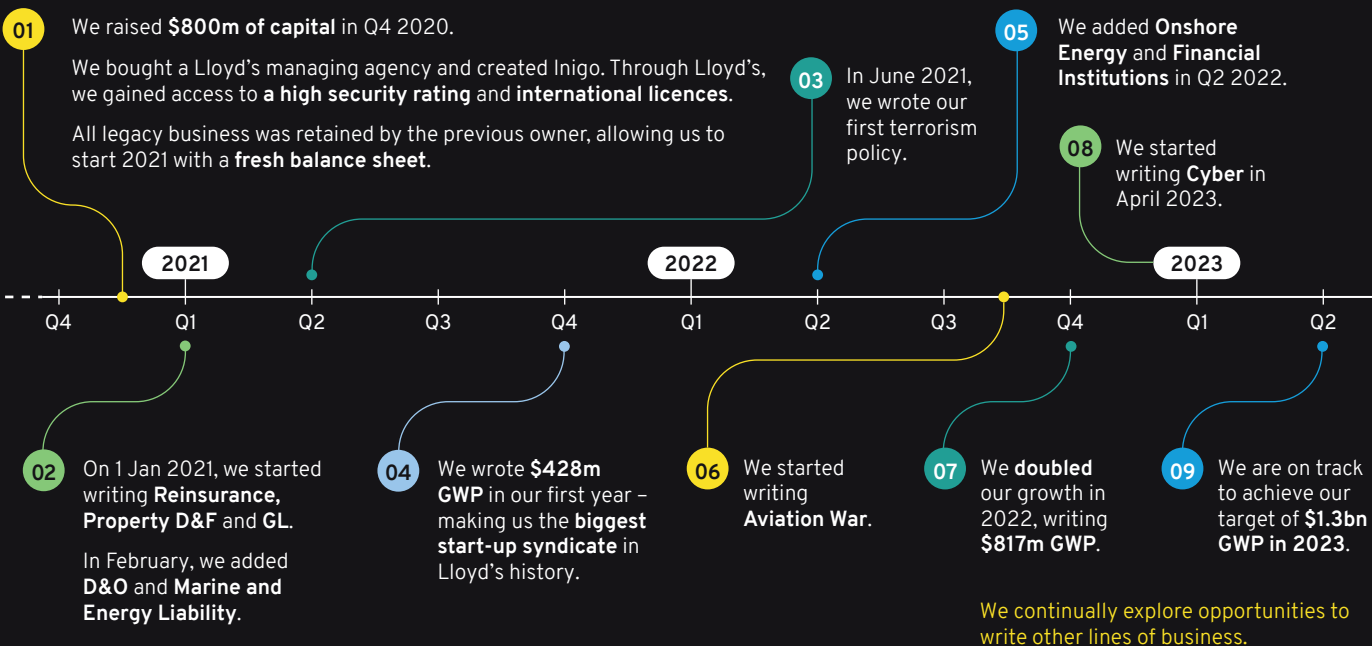 01
We raised $800m of capital in Q4 2020.
We bought a Lloyd’s managing agency and created Inigo. Through Lloyd’s,
we gained access to a high security rating and international licences.
All legacy business was retained by the previous owner, allowing us to
start 2021 with a fresh balance sheet.
03
In June 2021,
we wrote our
first terrorism
policy.
05
We added Onshore
Energy and Financial
Institutions in Q2 2022.
08
We started
writing Cyber in
April 2023.
2021
2022
2023
Q4
Q1
Q2
Q3
Q4
Q1
Q2
Q3
Q4
Q1
Q2
02
On 1 Jan 2021, we started
writing Reinsurance,
Property D&F and GL.
In February, we added
D&O and Marine and
Energy Liability.
04
We wrote $428m
GWP in our first year –
making us the biggest
start-up syndicate in
Lloyd’s history.
06
We started
writing
Aviation War.
07
We doubled
our growth in
2022, writing
$817m GWP.
09
We are on track
to achieve our
target of $1.3bn
GWP in 2023.
We continually explore opportunities to
write other lines of business.